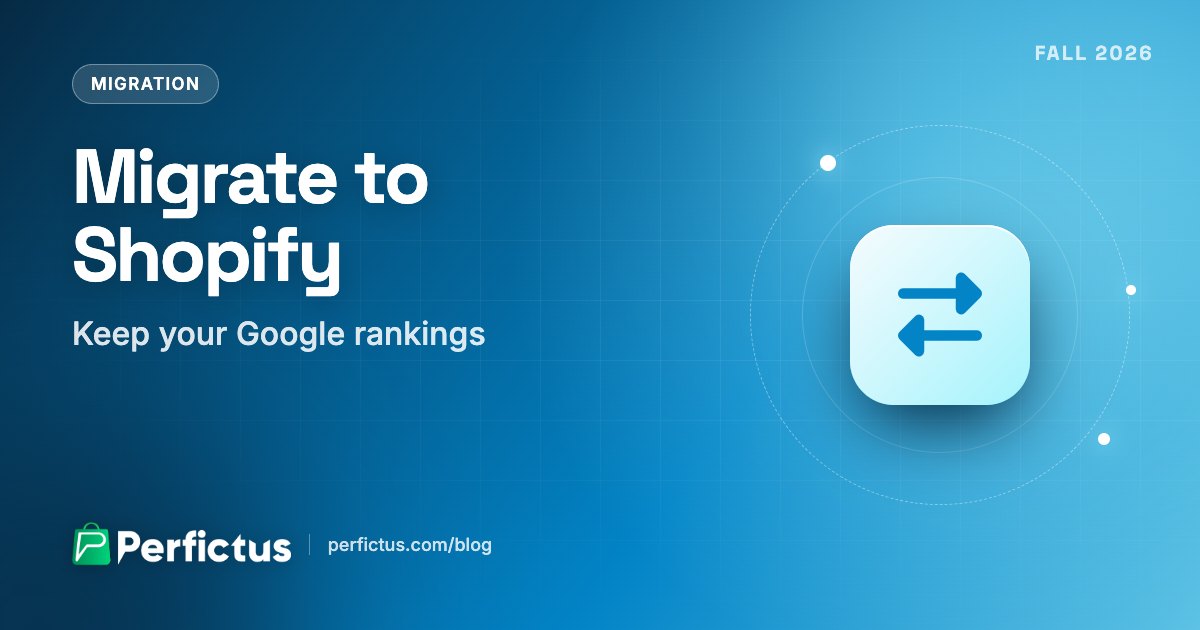 FALL 2026
MIGRATION
Migrate to
Shopify
Keep your Google rankings
Perfictus
perfictus.com/blog